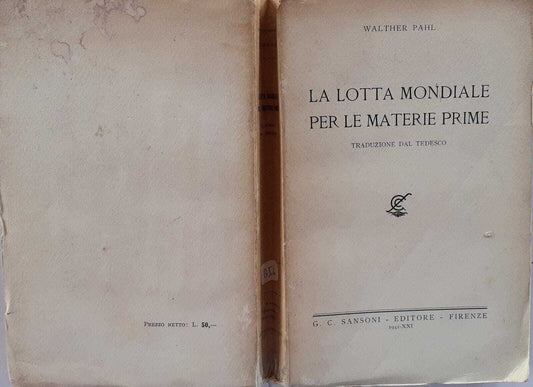 WALTHER PAHL
LA LOTTA MONDIALE
PER LE MATERIE PRIME
TRADUZIONE DAL TEDESCO
G. C. SANSONI - EDITORE - FIRENZE
PREZZO NETTO: L. 50,—